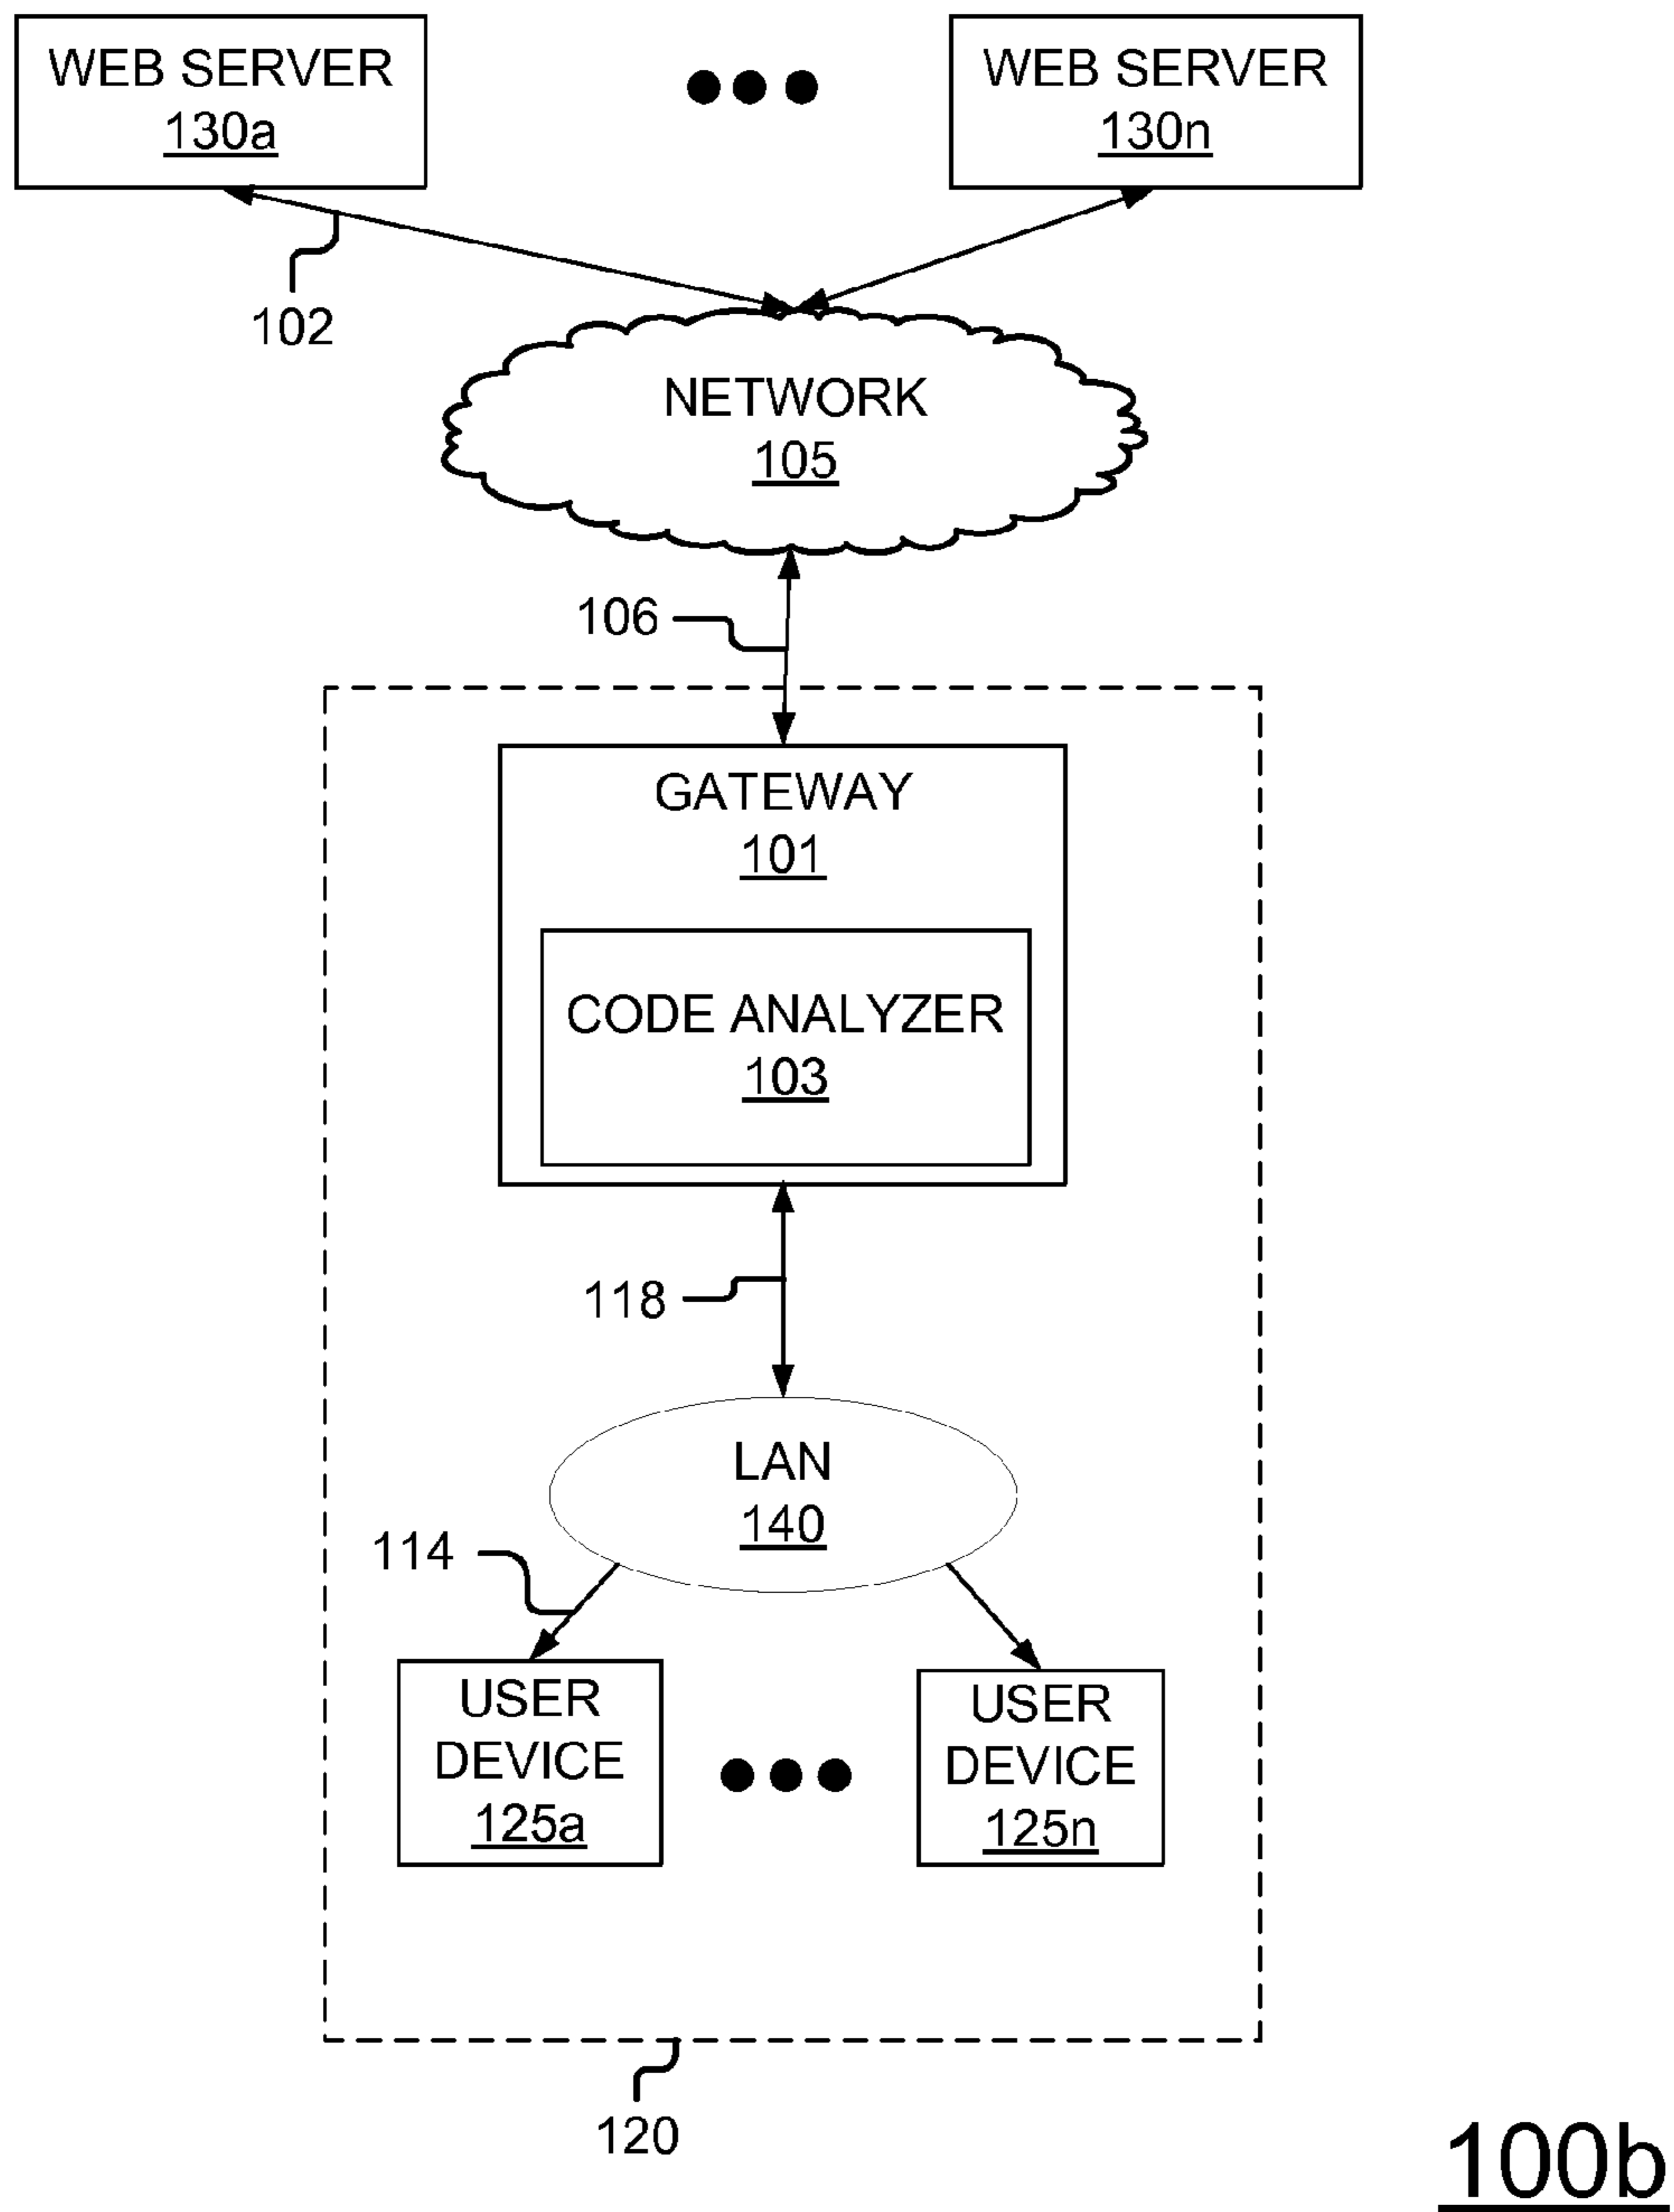 WEB SERVER
130a
WEB SERVER
130n
102
NETWORK
105
106
GATEWAY
101
CODE ANALYZER
103
118
LAN
140
114
USER
DEVICE
125a
USER
DEVICE
125n
120
100b